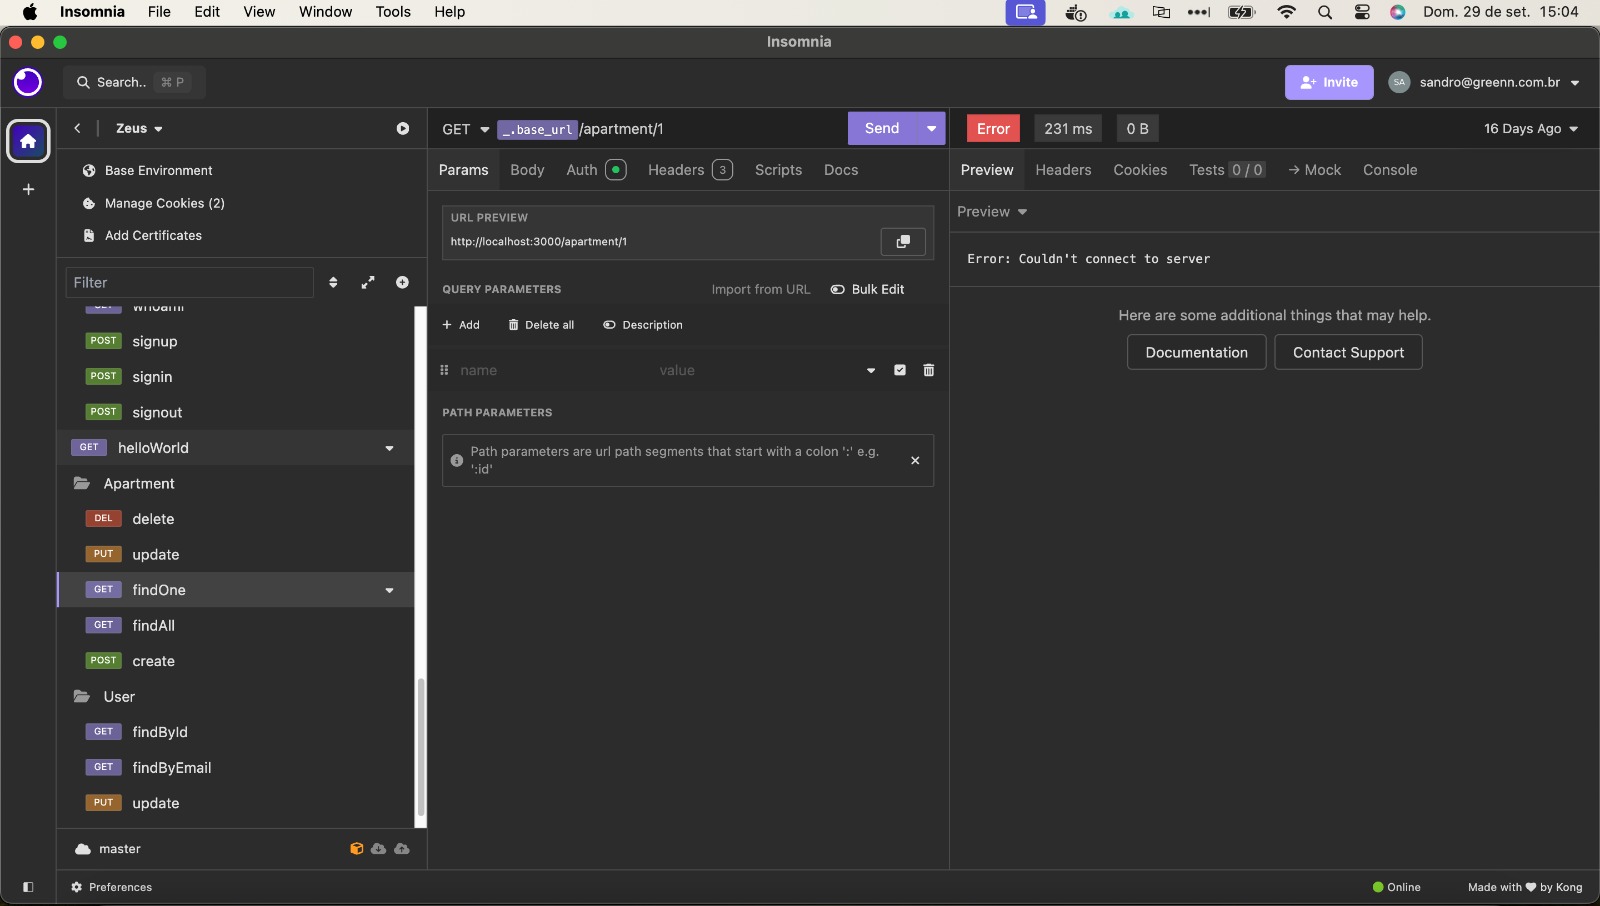 Insomnia File Edit View Window Tools Help Dom. 29 de set. 15:04
Insomnia
Search.. ⌘ P Invite SA sandro@greenn.com.br
Zeus
Base Environment
Manage Cookies (2)
Add Certificates
Filter
GET whoami
POST signup
POST signin
POST signout
GET helloWorld
Apartment
DEL delete
PUT update
GET findOne
GET findAll
POST create
User
GET findById
GET findByEmail
PUT update
master
Preferences
GET _.base_url/apartment/1 Send
Params Body Auth Headers 3 Scripts Docs
URL PREVIEW
http://localhost:3000/apartment/1
QUERY PARAMETERS Import from URL Bulk Edit
+ Add Delete all Description
name value
PATH PARAMETERS
Path parameters are url path segments that start with a colon ':' e.g.
':id'
Error 231 ms 0 B 16 Days Ago
Preview Headers Cookies Tests 0 / 0 → Mock Console
Preview
Error: Couldn't connect to server
Here are some additional things that may help.
Documentation Contact Support
Online Made with ♥ by Kong